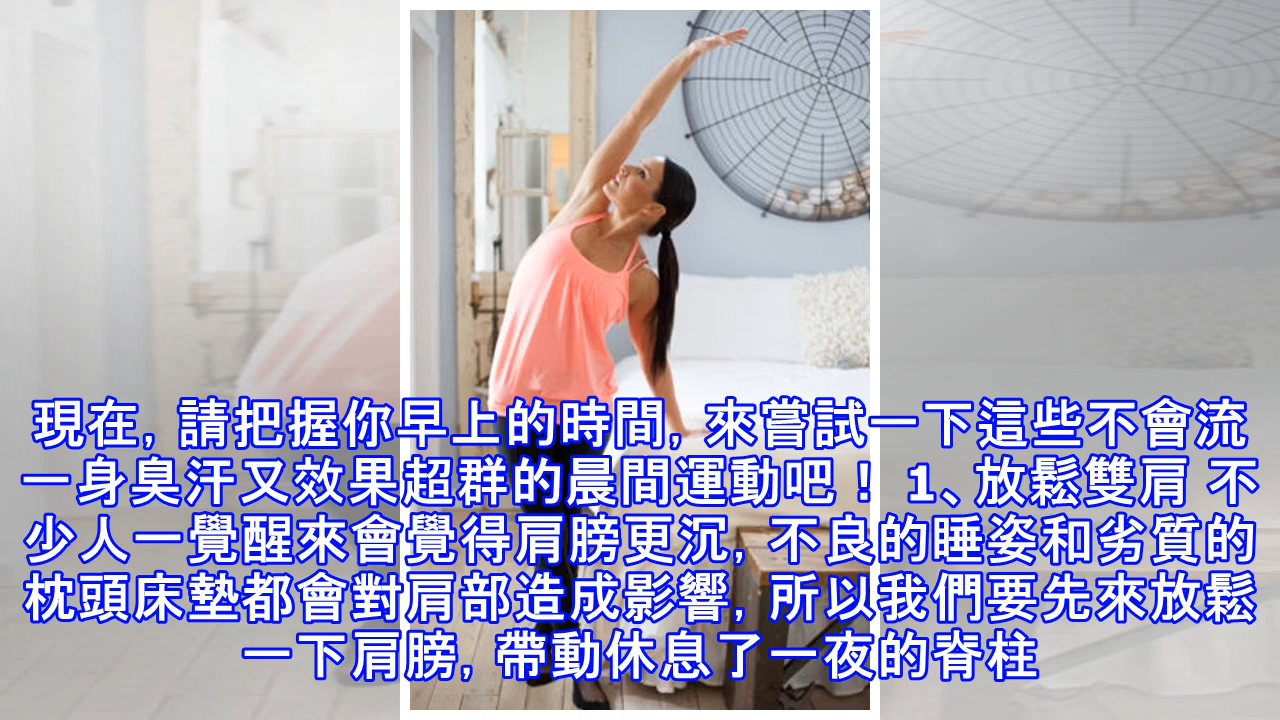 現在, 請把握你早上的時間, 來嘗試一下這些不會流
一身臭汗又效果超群的晨間運動吧！ 1、放鬆雙肩 不
少人一覺醒來會覺得肩膀更沉, 不良的睡姿和劣質的
枕頭床墊都會對肩部造成影響, 所以我們要先來放鬆
一下肩膀, 帶動休息了一夜的脊柱